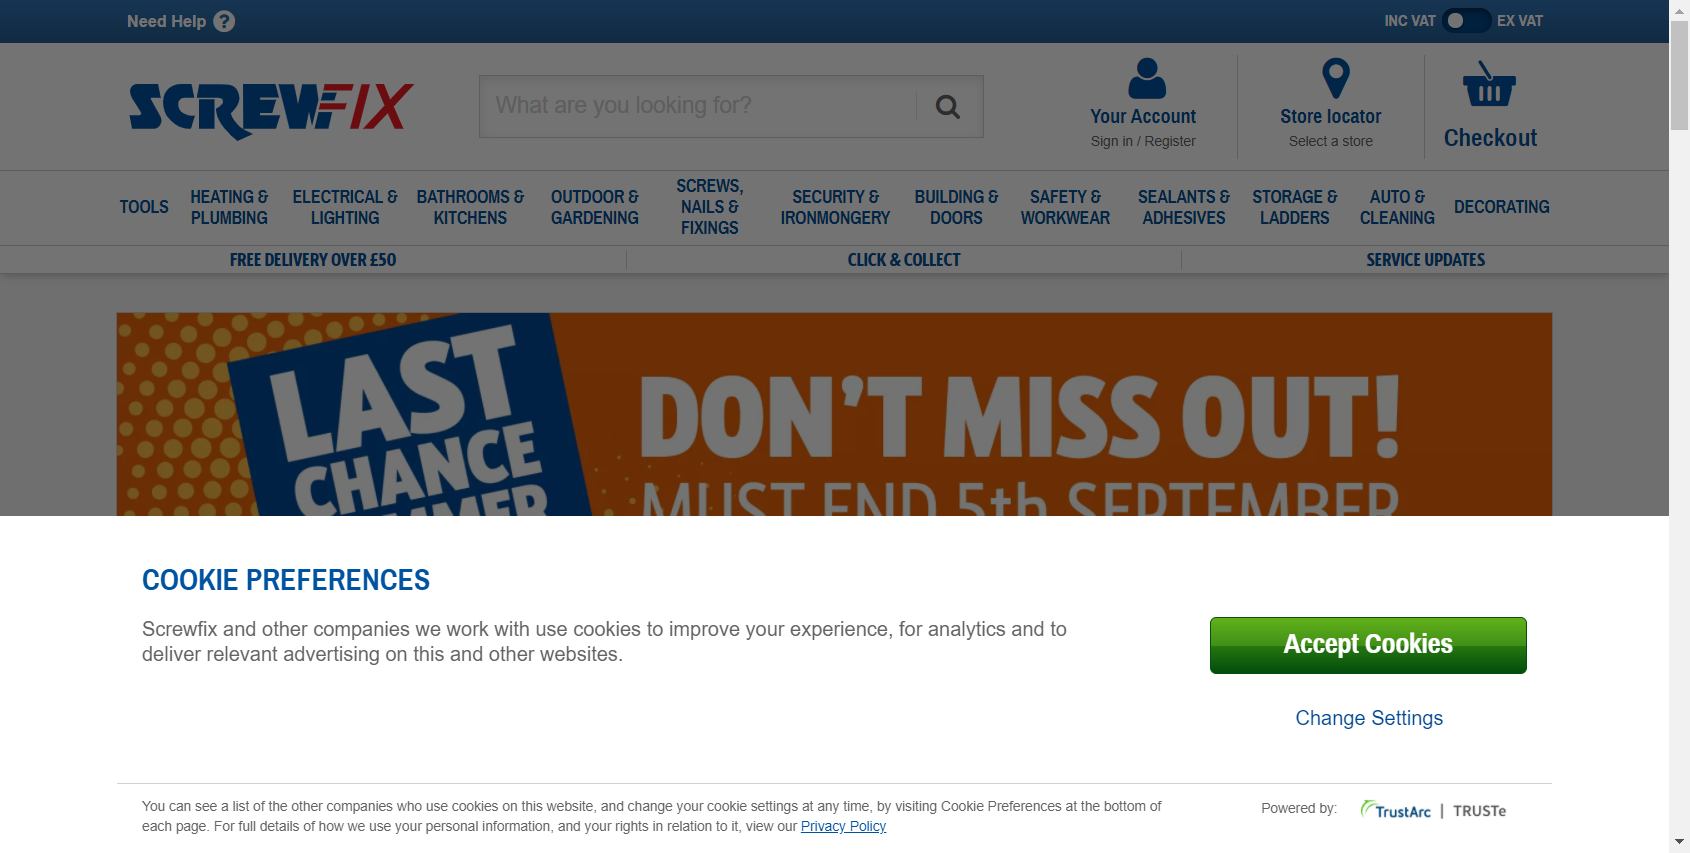 Need Help ?
INC VAT EX VAT
SCREWFIX
What are you looking for?
Your Account
Sign in / Register
Store locator
Select a store
Checkout
TOOLS
HEATING &
PLUMBING
ELECTRICAL &
LIGHTING
BATHROOMS &
KITCHENS
OUTDOOR &
GARDENING
SCREWS,
NAILS &
FIXINGS
SECURITY &
IRONMONGERY
BUILDING &
DOORS
SAFETY &
WORKWEAR
SEALANTS &
ADHESIVES
STORAGE &
LADDERS
AUTO &
CLEANING
DECORATING
FREE DELIVERY OVER £50
CLICK & COLLECT
SERVICE UPDATES
LAST
CHANCE
DON'T MISS OUT!
MUST END 5th SEPTEMBER
COOKIE PREFERENCES
Screwfix and other companies we work with use cookies to improve your experience, for analytics and to
deliver relevant advertising on this and other websites.
Accept Cookies
Change Settings
You can see a list of the other companies who use cookies on this website, and change your cookie settings at any time, by visiting Cookie Preferences at the bottom of
each page. For full details of how we use your personal information, and your rights in relation to it, view our Privacy Policy
Powered by: TrustArc | TRUSTe